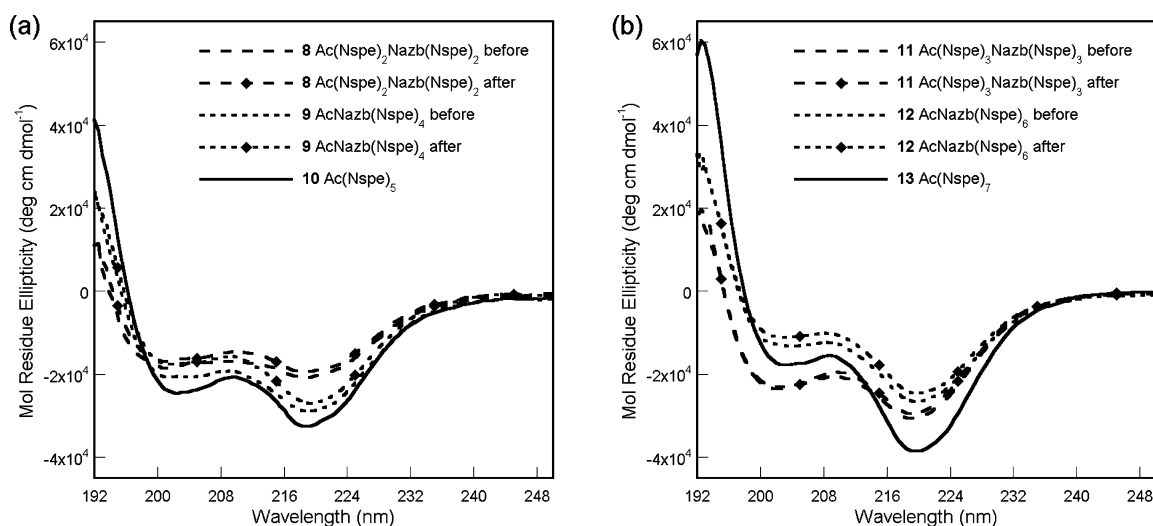 (a)
8 Ac(Nspe)₂Nazb(Nspe)₂ before
8 Ac(Nspe)₂Nazb(Nspe)₂ after
9 AcNazb(Nspe)₄ before
9 AcNazb(Nspe)₄ after
10 Ac(Nspe)₅
6x10⁴
4x10⁴
2x10⁴
0
-2x10⁴
-4x10⁴
Mol Residue Ellipticity (deg cm dmol⁻¹)
192 200 208 216 224 232 240 248
Wavelength (nm)
(b)
11 Ac(Nspe)₃Nazb(Nspe)₃ before
11 Ac(Nspe)₃Nazb(Nspe)₃ after
12 AcNazb(Nspe)₆ before
12 AcNazb(Nspe)₆ after
13 Ac(Nspe)₇
6x10⁴
4x10⁴
2x10⁴
0
-2x10⁴
-4x10⁴
Mol Residue Ellipticity (deg cm dmol⁻¹)
192 200 208 216 224 232 240 248
Wavelength (nm)